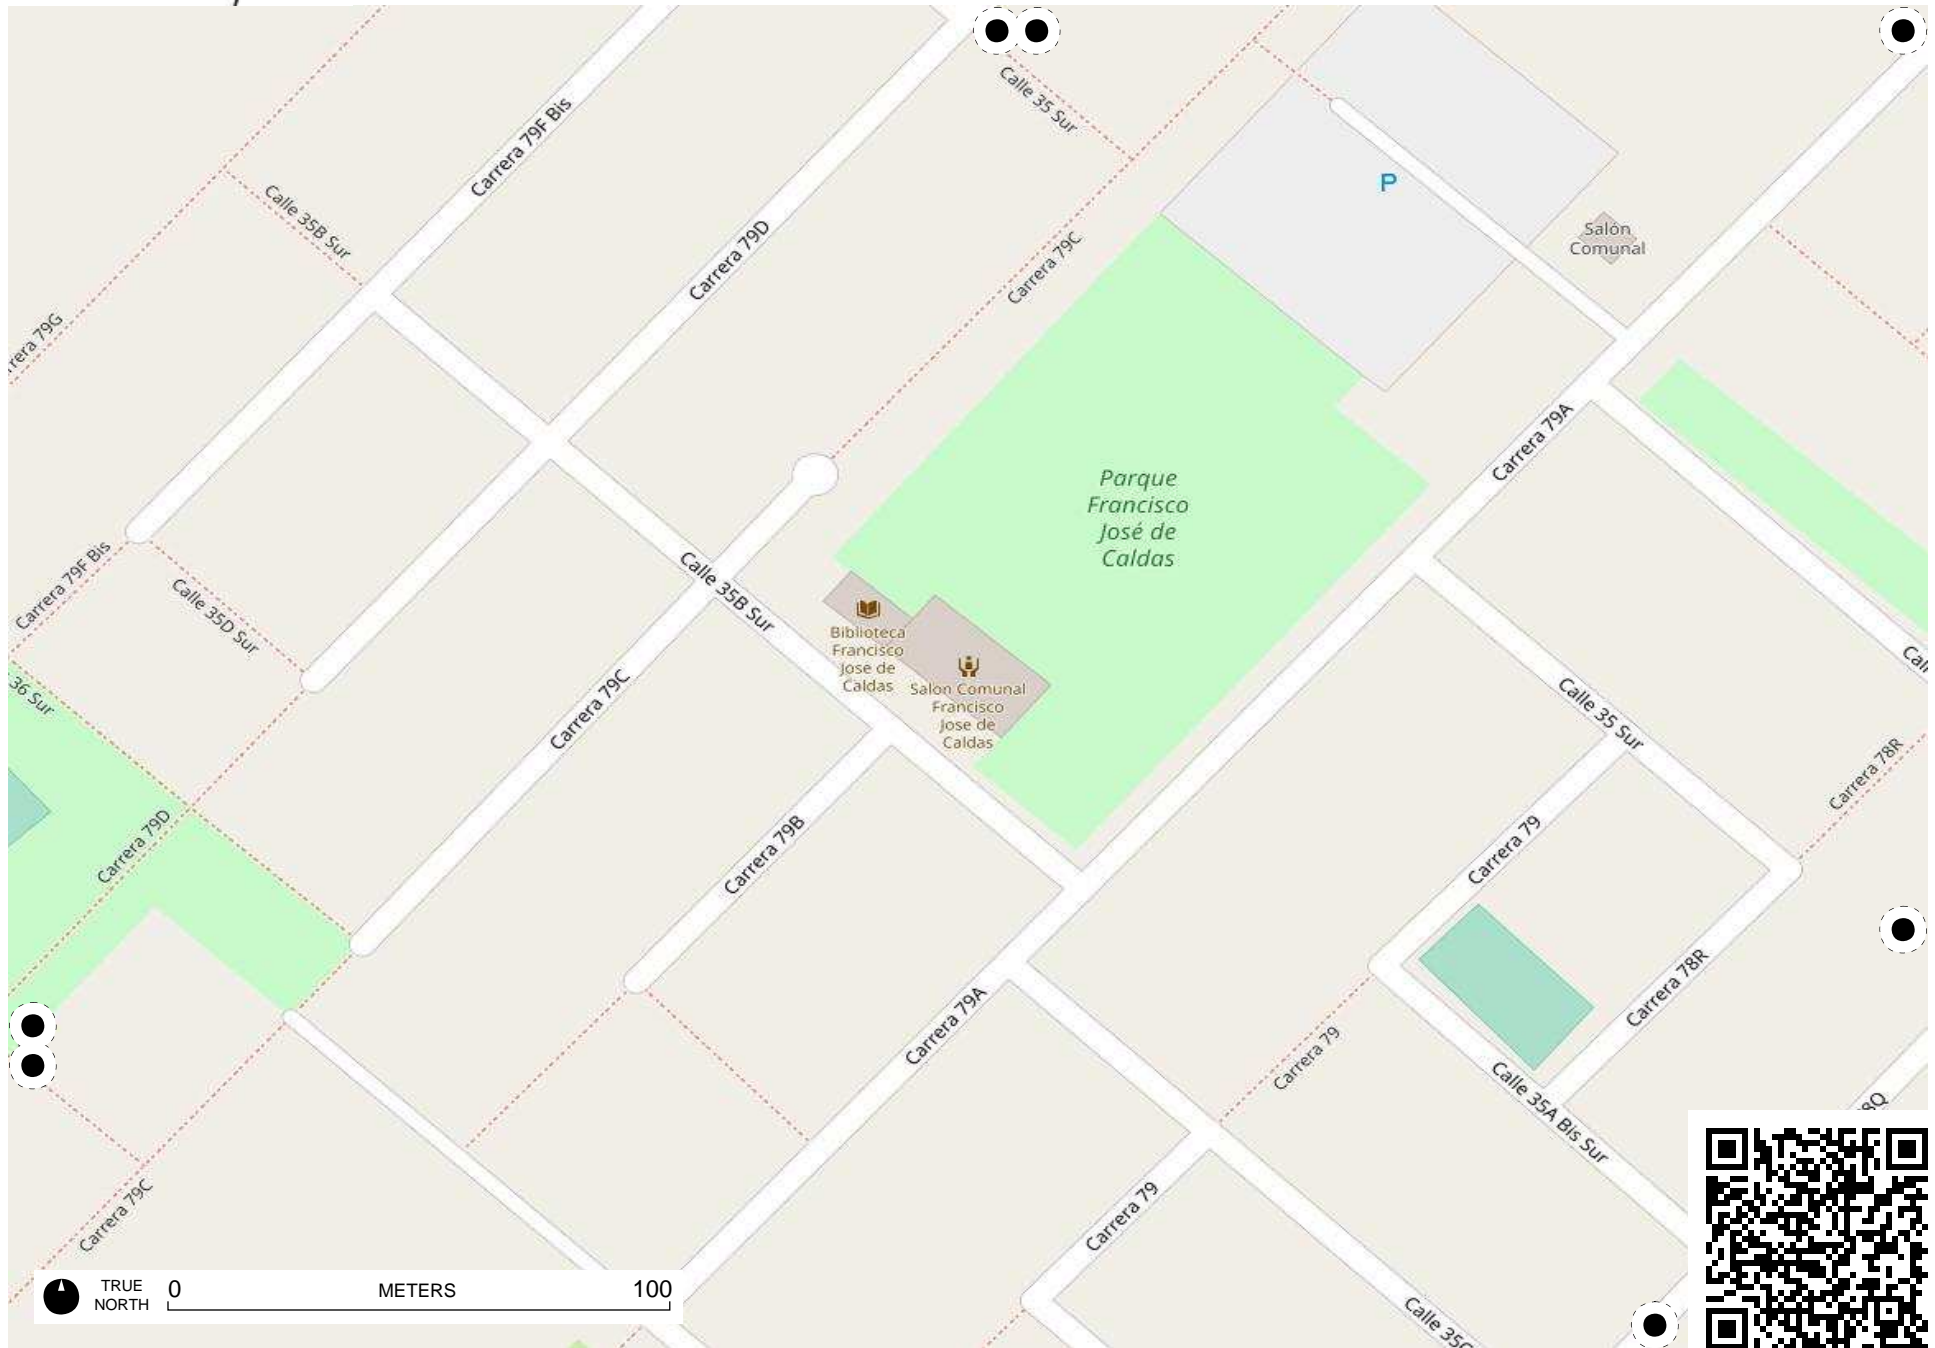 Calle 35 Sur
Carrera 79F Bis
P
Calle 35B Sur
Carrera 79D
Carrera 79C
Salón
Comunal
rera 79G
Carrera 79A
Parque
Francisco
José de
Caldas
Carrera 79F Bis
Calle 35D Sur
Calle 35B Sur
Biblioteca
Francisco
Jose de
Caldas
Salon Comunal
Francisco
Jose de
Caldas
36 Sur
Carrera 79C
Calle 35 Sur
Carrera 78R
Carrera 79D
Carrera 79B
Carrera 79
Carrera 78R
Carrera 79A
Carrera 79
Calle 35A Bis Sur
8Q
Carrera 79C
Carrera 79
TRUE
NORTH
0 METERS 100